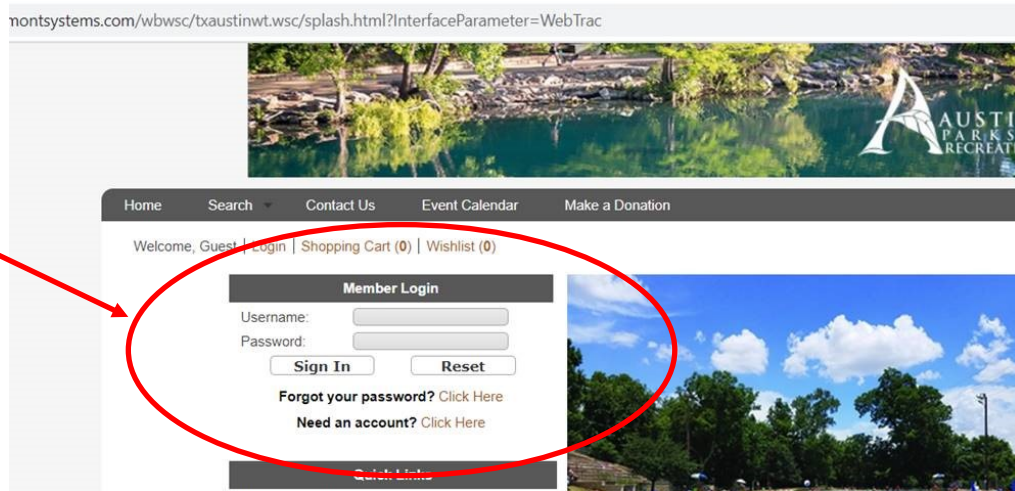 montsystems.com/wbwsc/txaustinwt.wsc/splash.html?InterfaceParameter=WebTrac
AUSTI
PARKS
RECREAT
Home Search Contact Us Event Calendar Make a Donation
Welcome, Guest | Login | Shopping Cart (0) | Wishlist (0)
Member Login
Username:
Password:
Sign In Reset
Forgot your password? Click Here
Need an account? Click Here
Quick Links